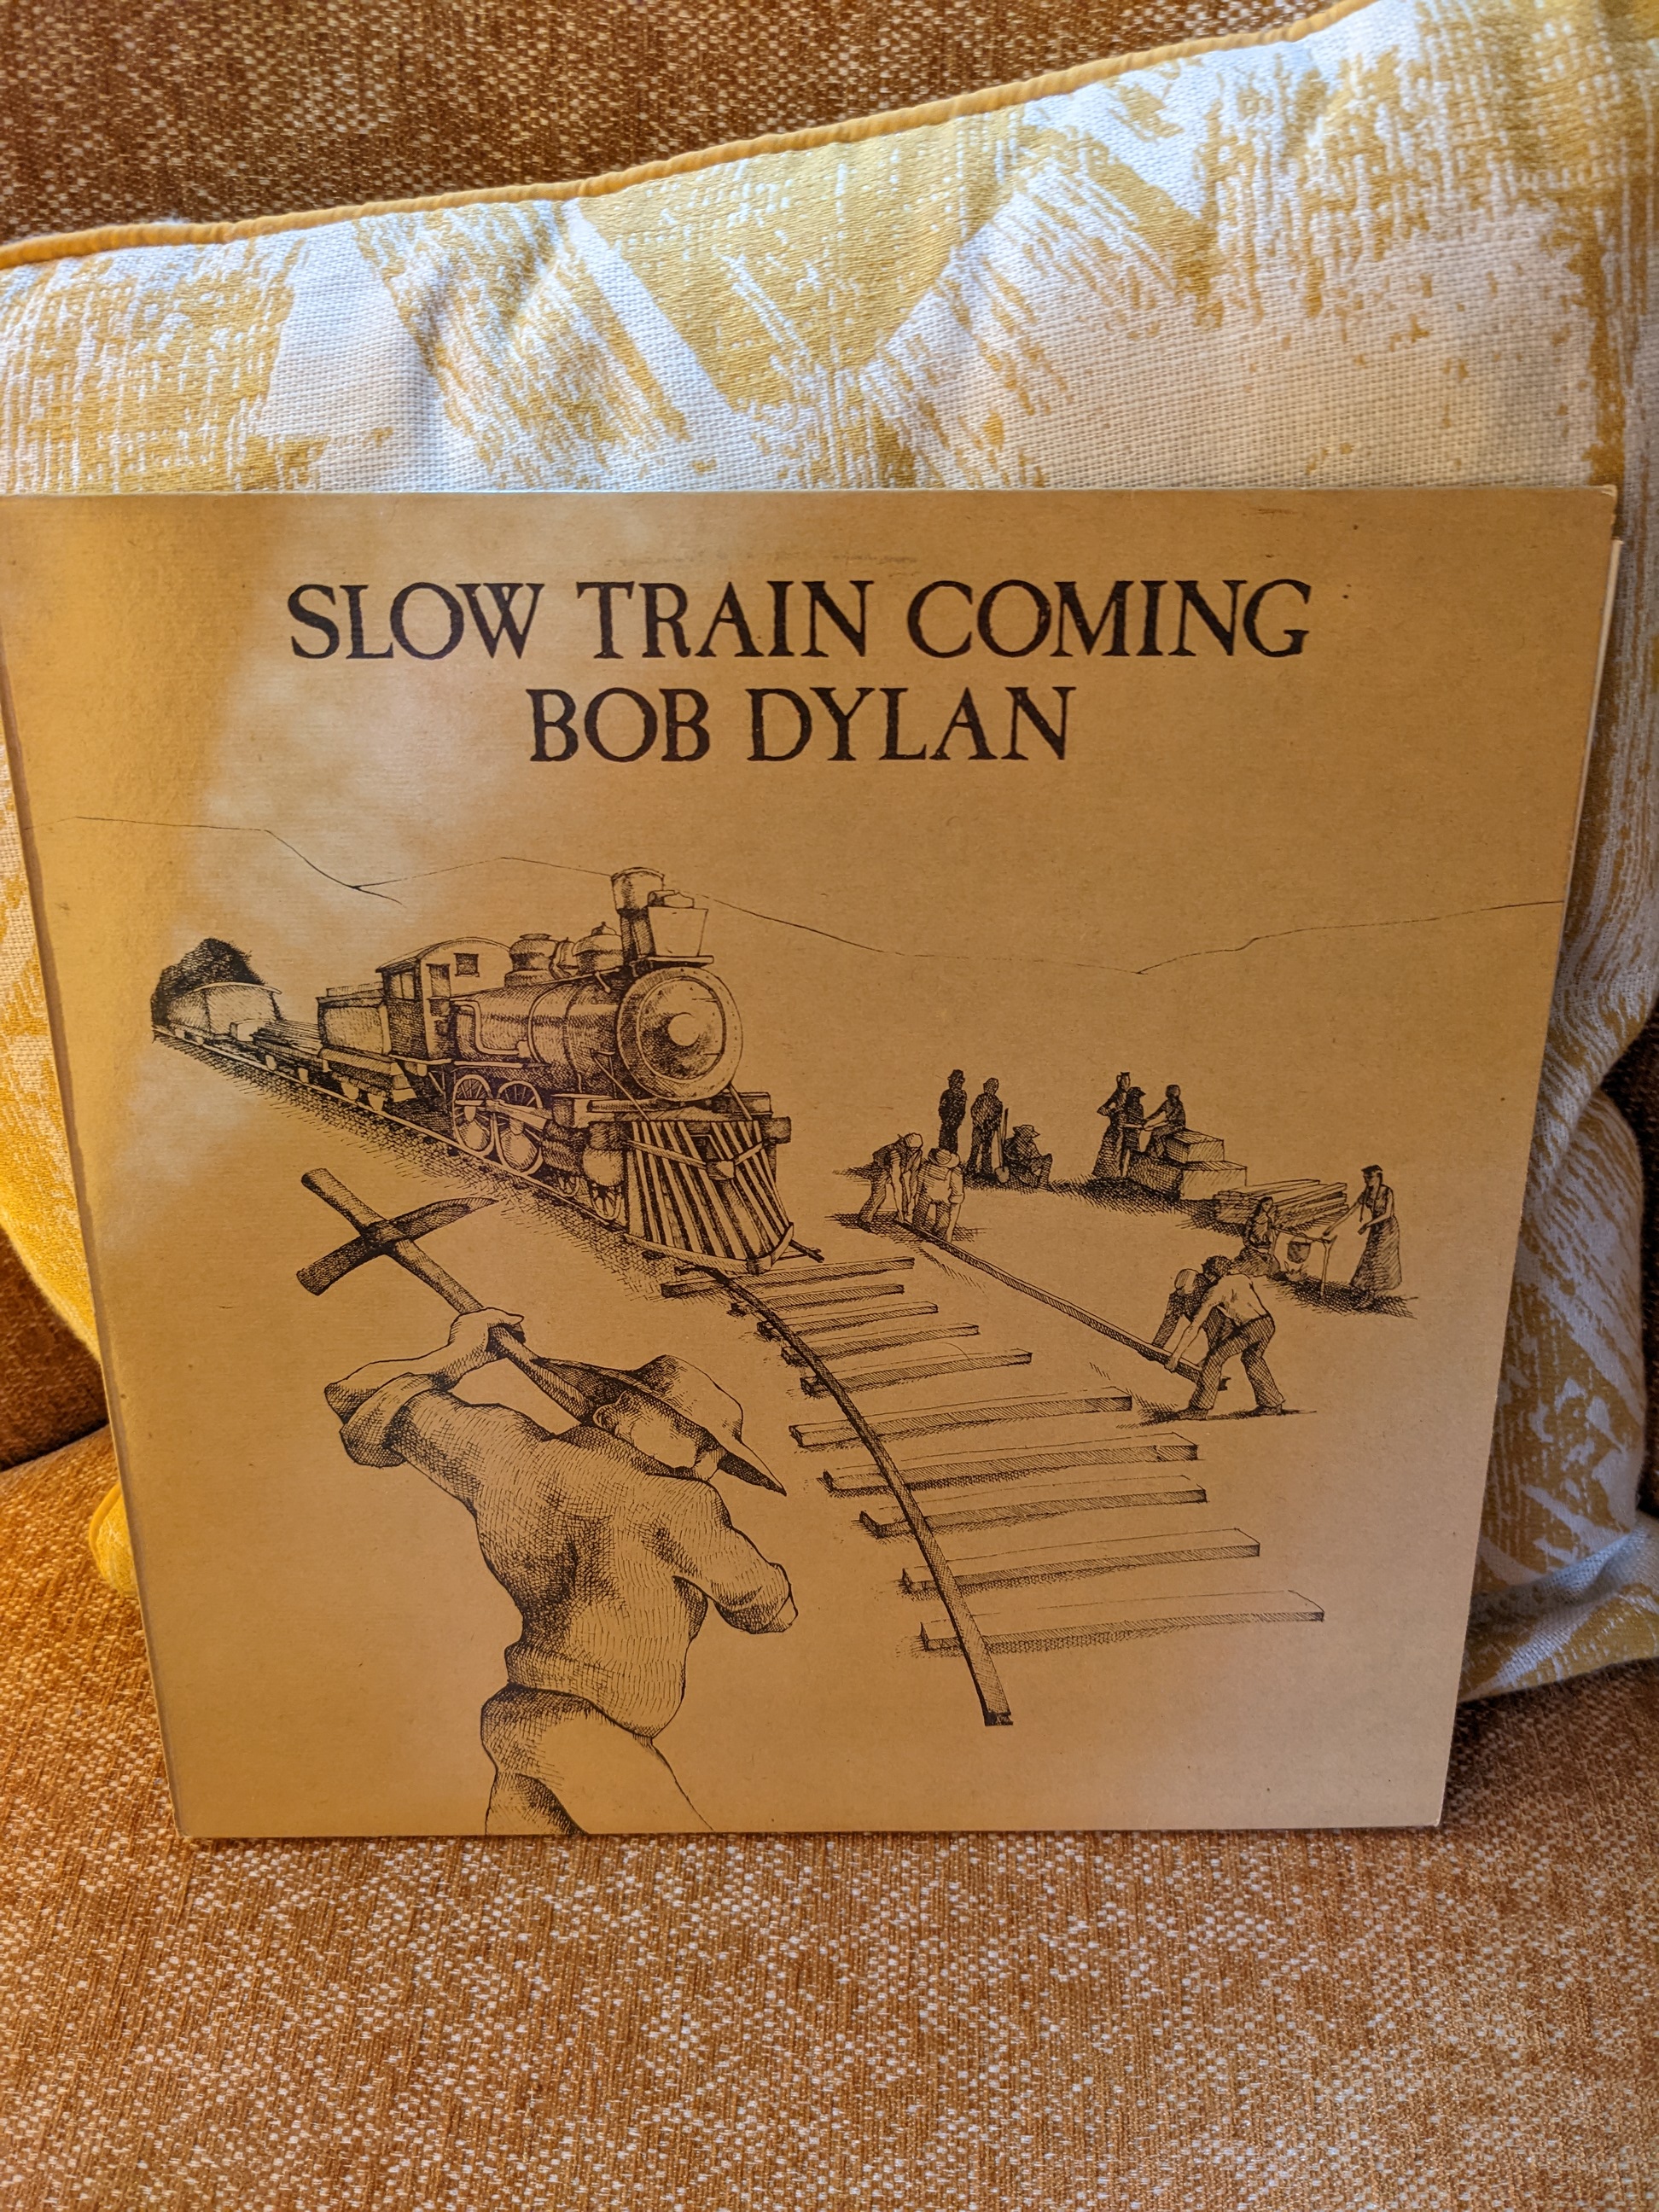 SLOW TRAIN COMING
BOB DYLAN